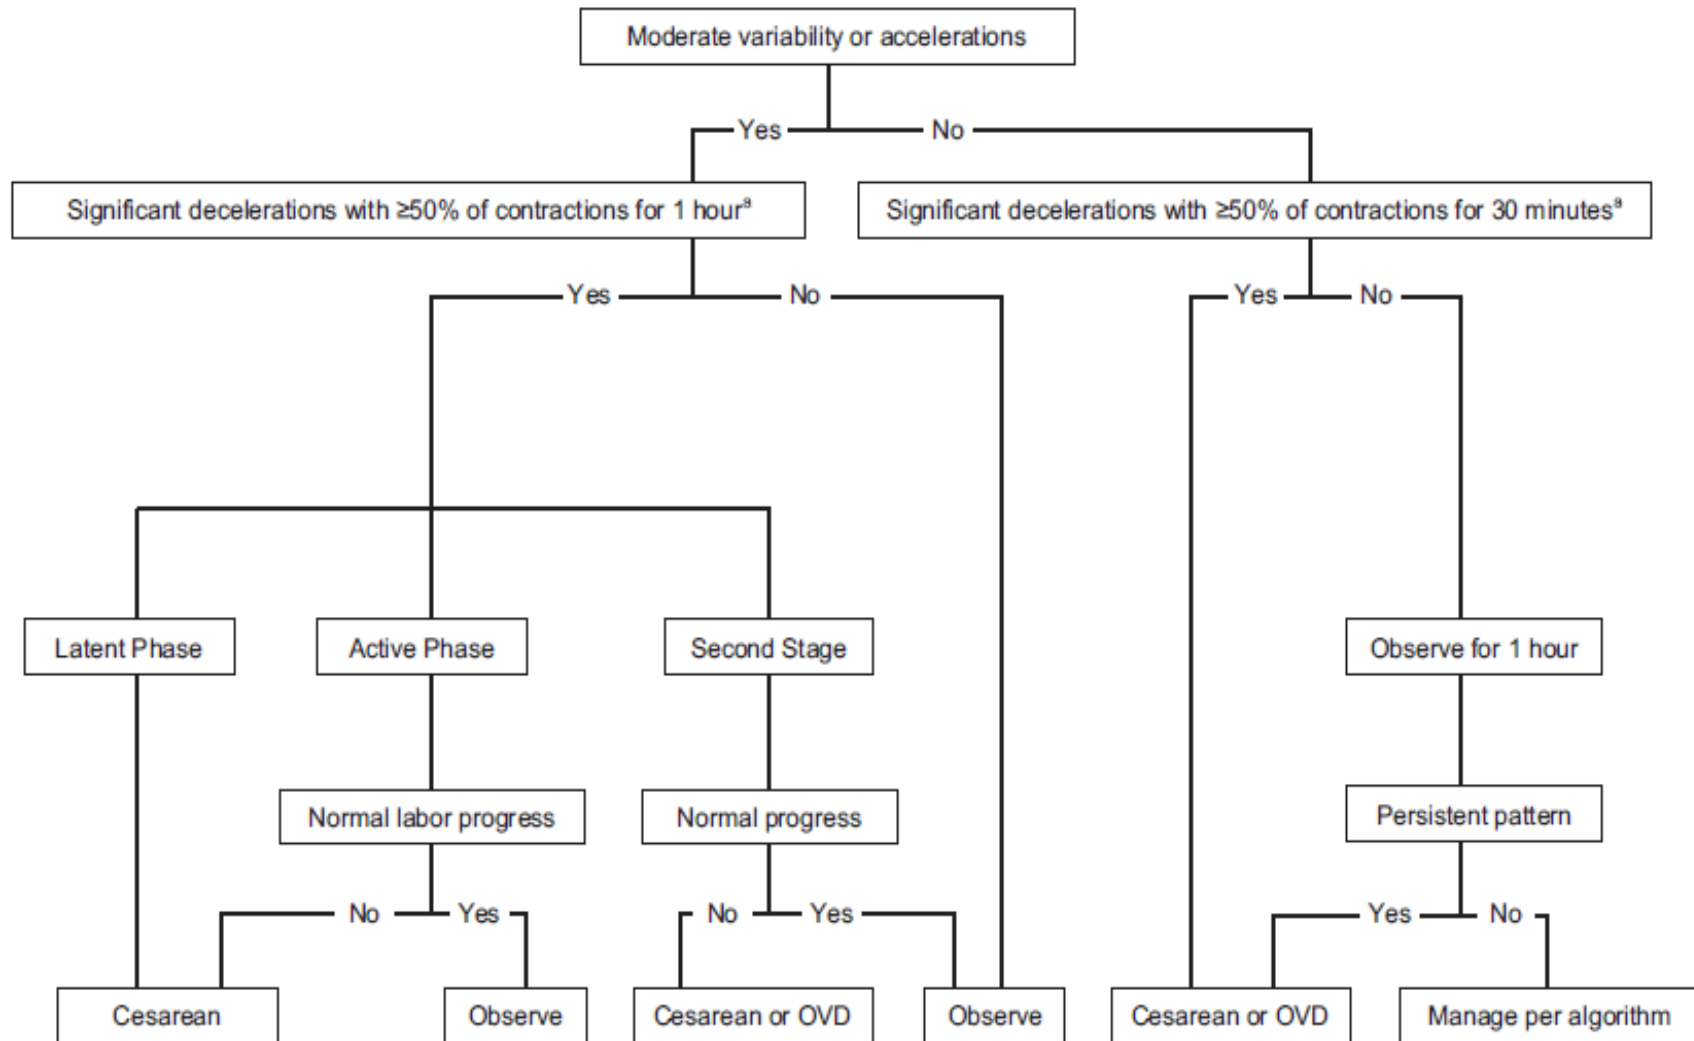 Moderate variability or accelerations
Yes No
Significant decelerations with ≥50% of contractions for 1 hourª
Significant decelerations with ≥50% of contractions for 30 minutesª
Yes No
Yes No
Latent Phase
Active Phase
Second Stage
Observe for 1 hour
Normal labor progress
Normal progress
Persistent pattern
No Yes
No Yes
Yes No
Cesarean
Observe
Cesarean or OVD
Observe
Cesarean or OVD
Manage per algorithm